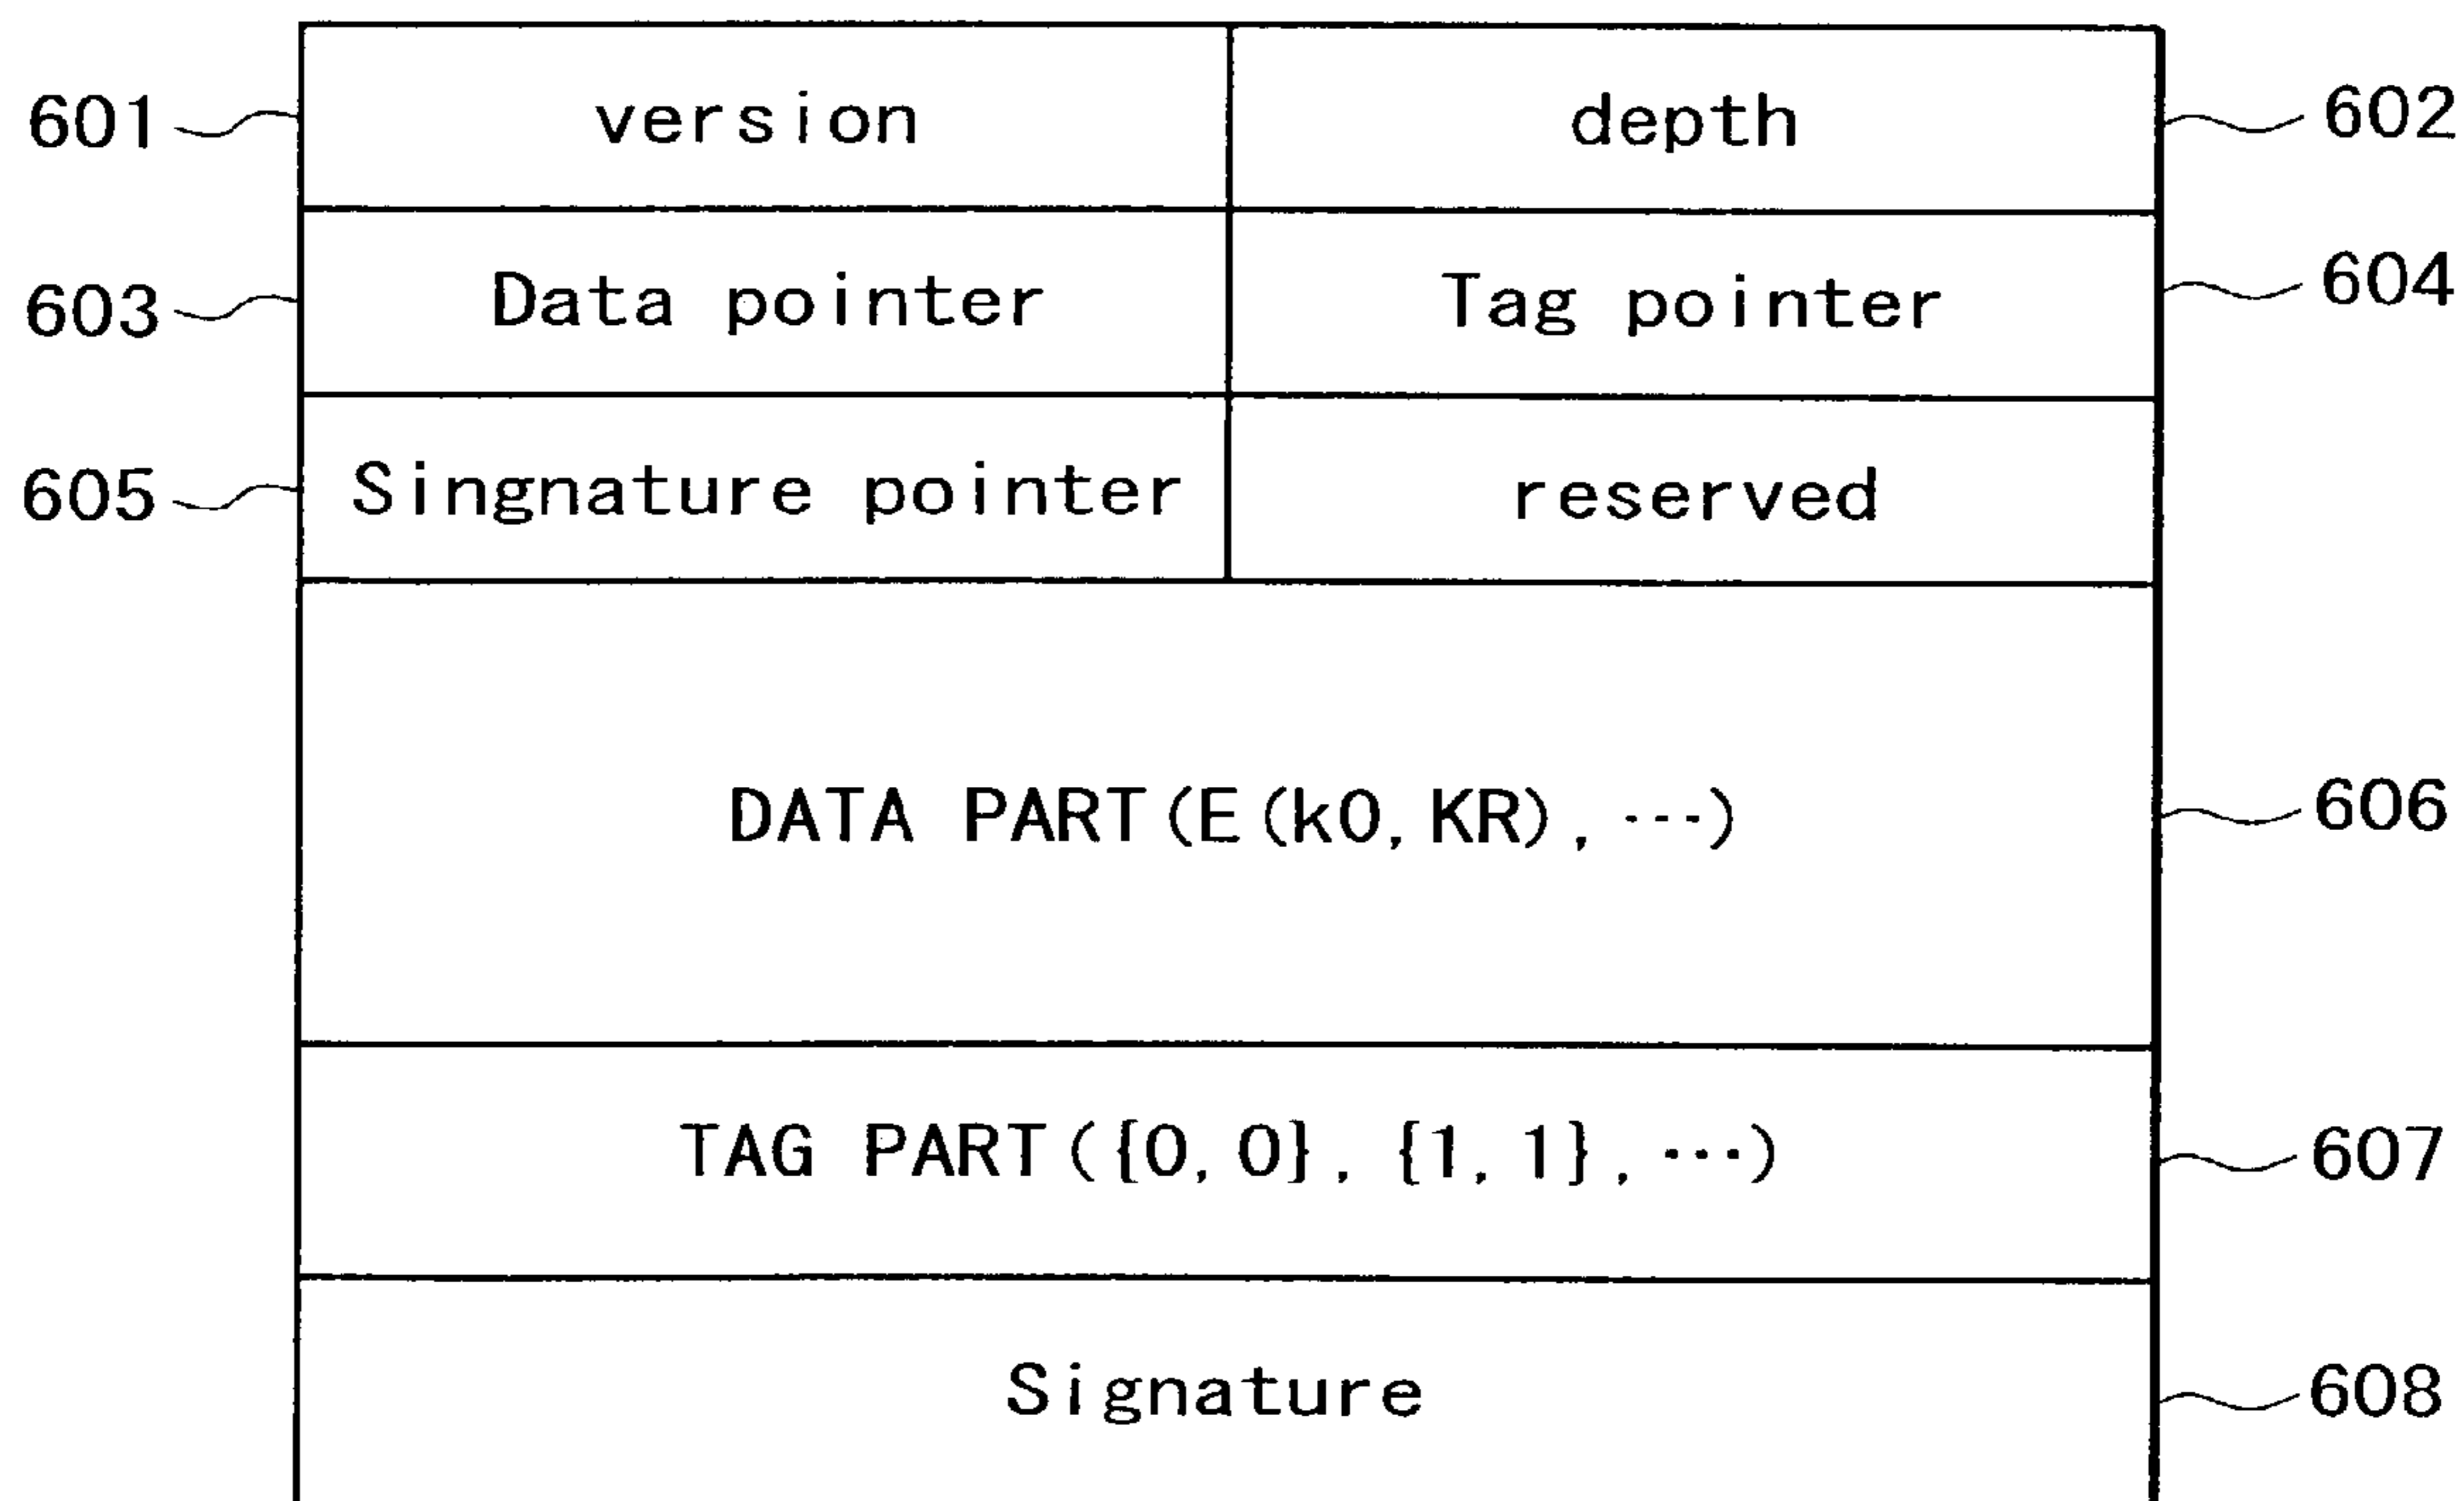 601 version depth 602
603 Data pointer Tag pointer 604
605 Singnature pointer reserved
DATA PART(E(k0,KR),---) 606
TAG PART({0,0},{1,1},...) 607
Signature 608